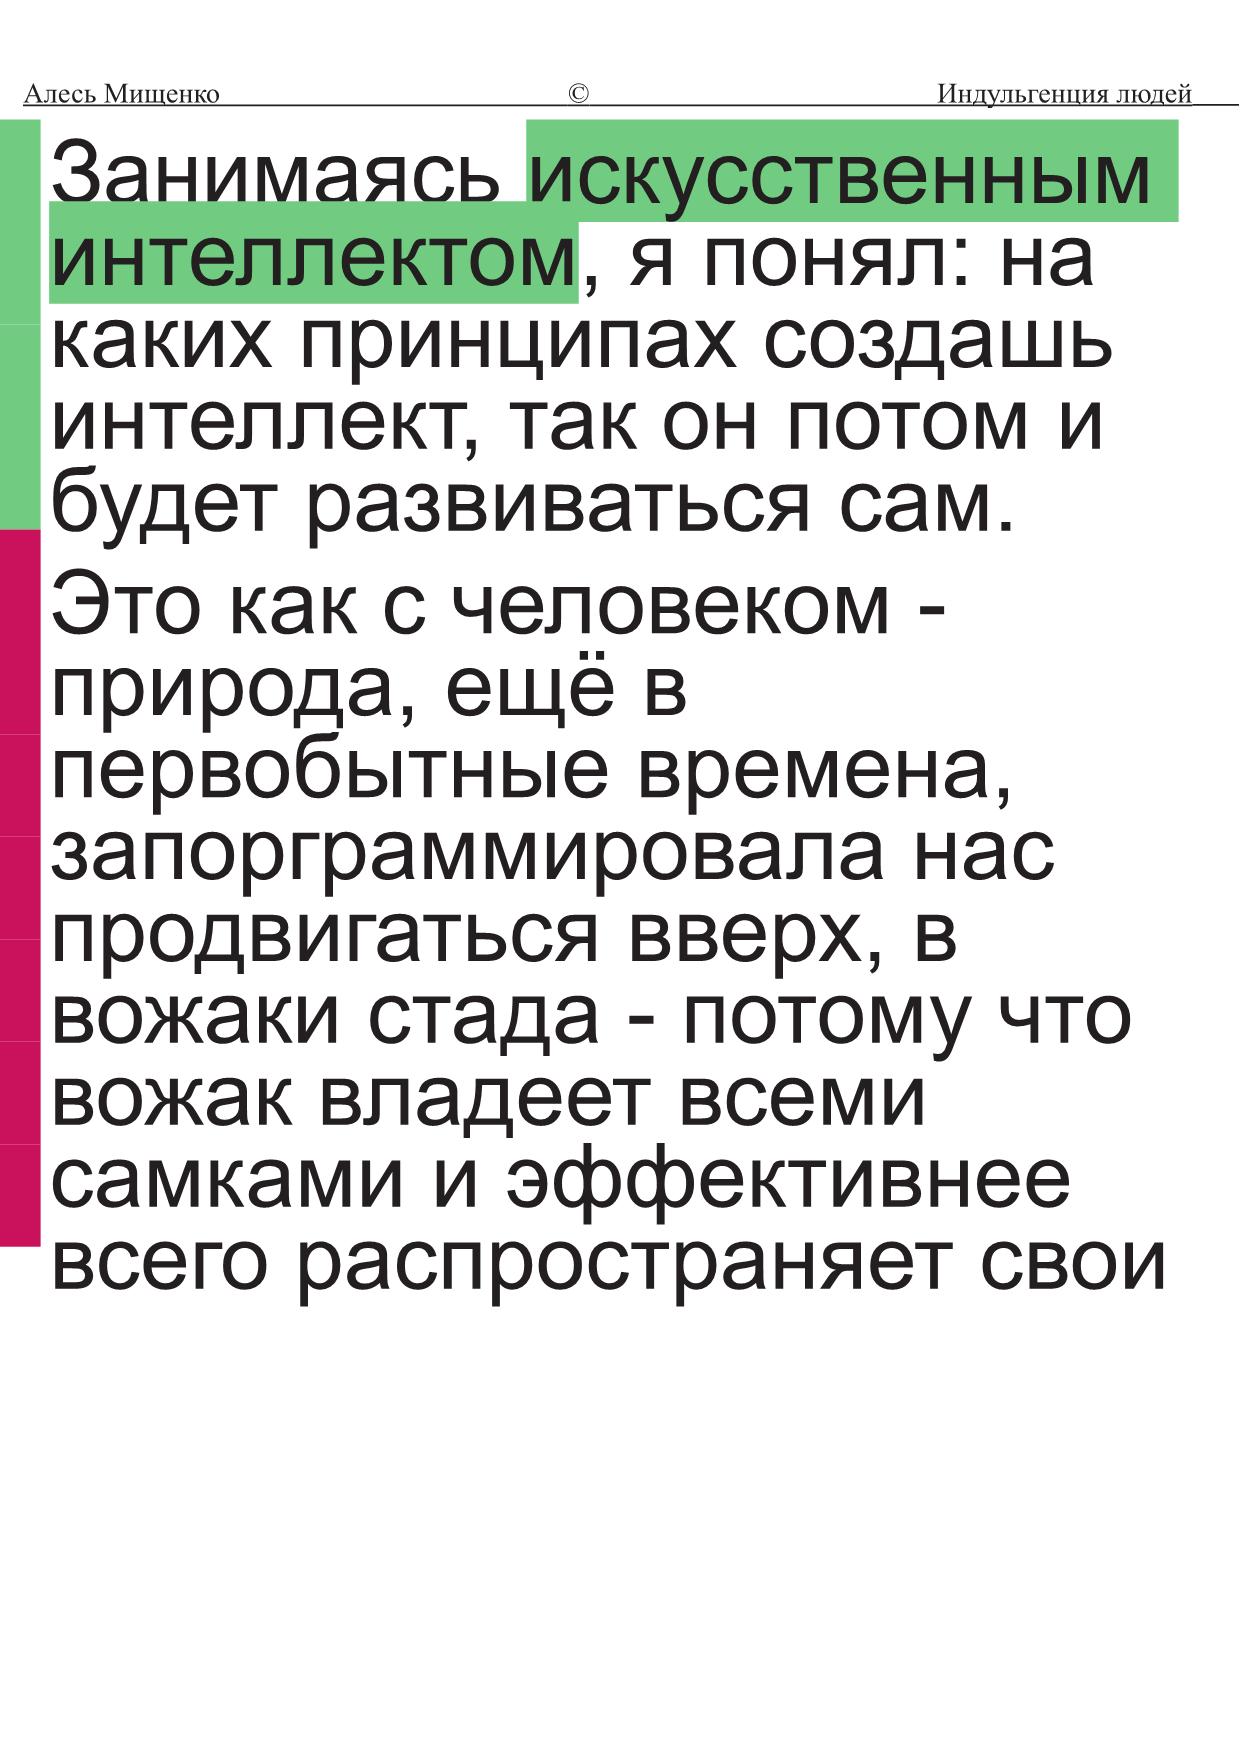 Алесь Мищенко © Индульгенция людей
Занимаясь искусственным
интеллектом, я понял: на
каких принципах создашь
интеллект, так он потом и
будет развиваться сам.
Это как с человеком -
природа, ещё в
первобытные времена,
запорграммировала нас
продвигаться вверх, в
вожаки стада - потому что
вожак владеет всеми
самками и эффективнее
всего распространяет свои